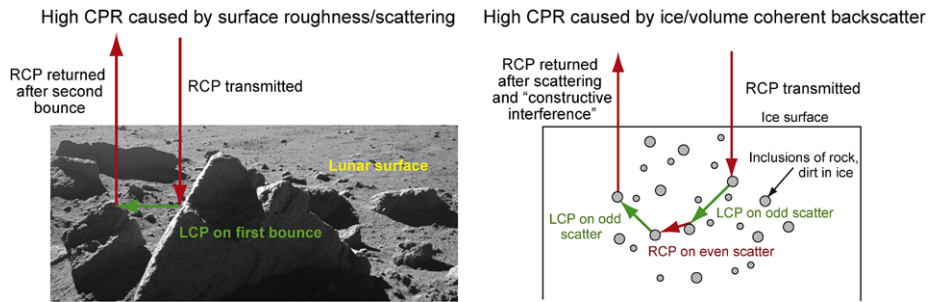 High CPR caused by surface roughness/scattering
RCP returned
after second
bounce
RCP transmitted
Lunar surface
LCP on first bounce
High CPR caused by ice/volume coherent backscatter
RCP returned
after scattering
and “constructive
interference”
RCP transmitted
Ice surface
Inclusions of rock,
dirt in ice
LCP on odd
scatter
LCP on odd scatter
RCP on even scatter